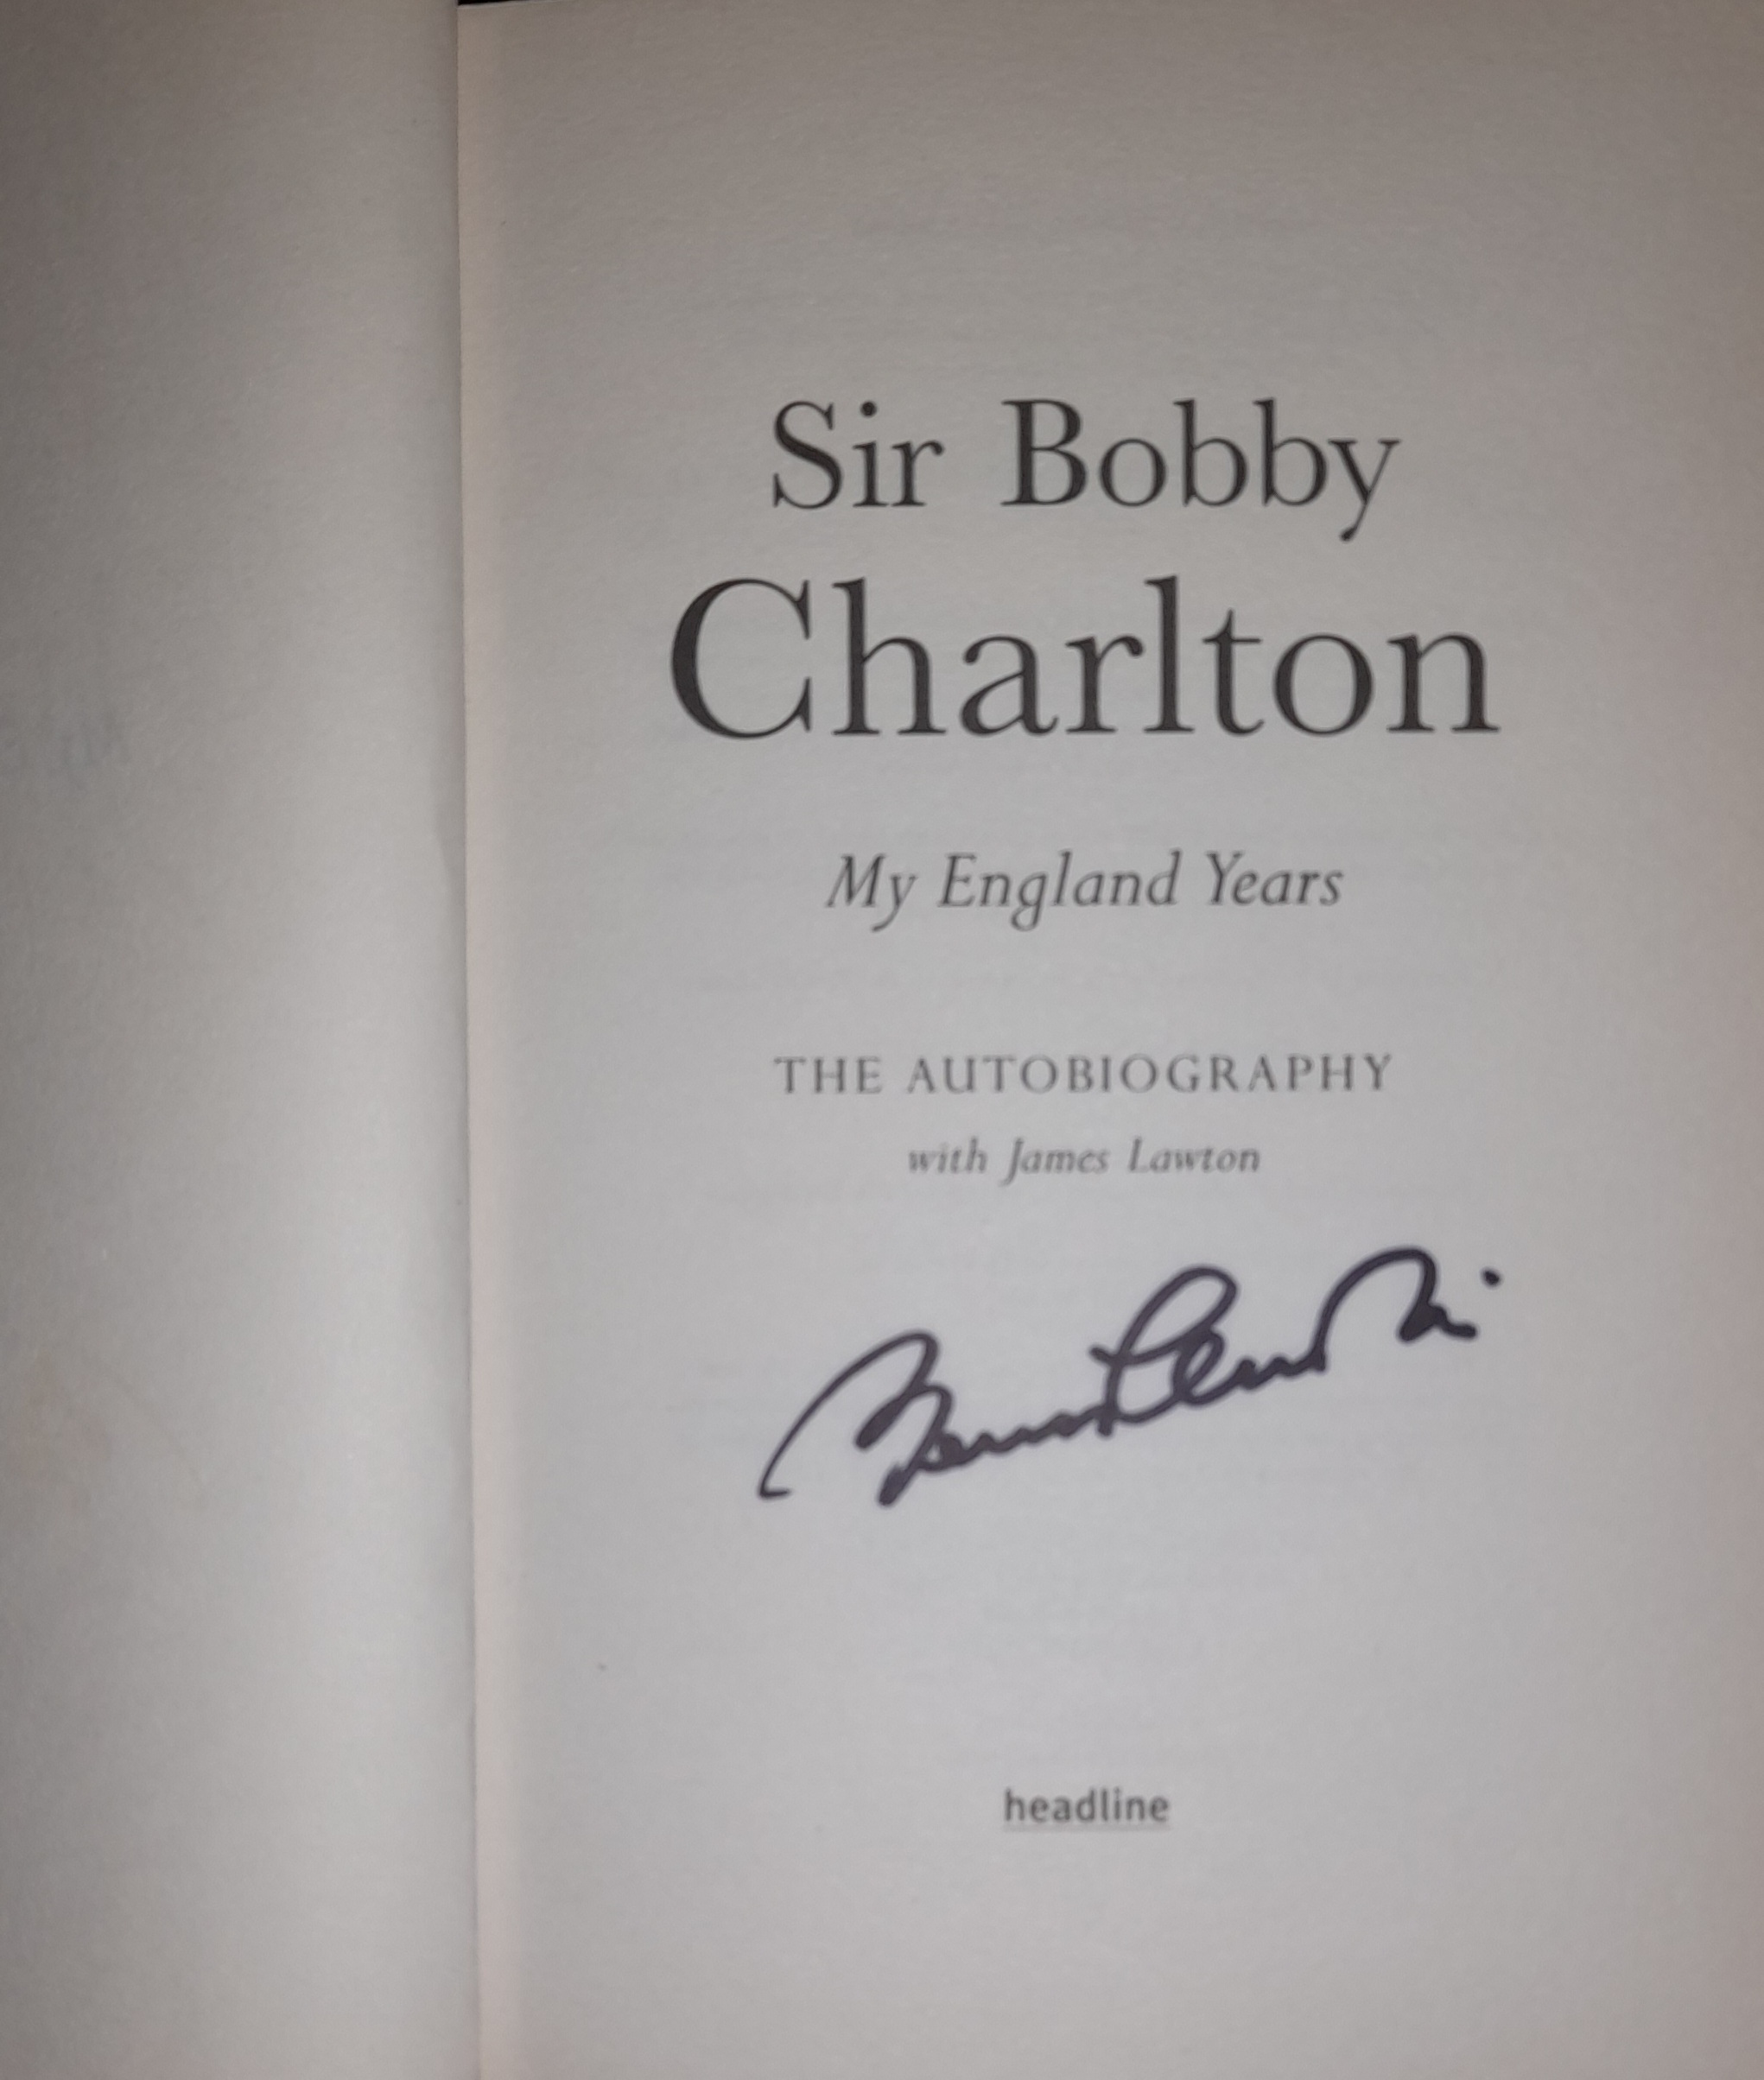 Sir Bobby
Charlton
My England Years
THE AUTOBIOGRAPHY
with James Lawton
headline